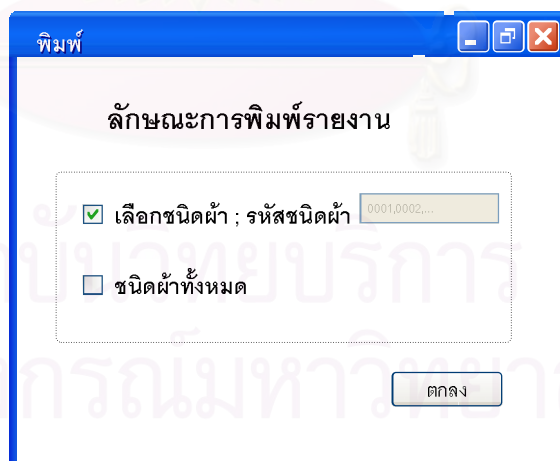 พิมพ์
ลักษณะการพิมพ์รายงาน
เลือกชนิดผ้า ; รหัสชนิดผ้า 0001,0002,...
ชนิดผ้าทั้งหมด
ตกลง